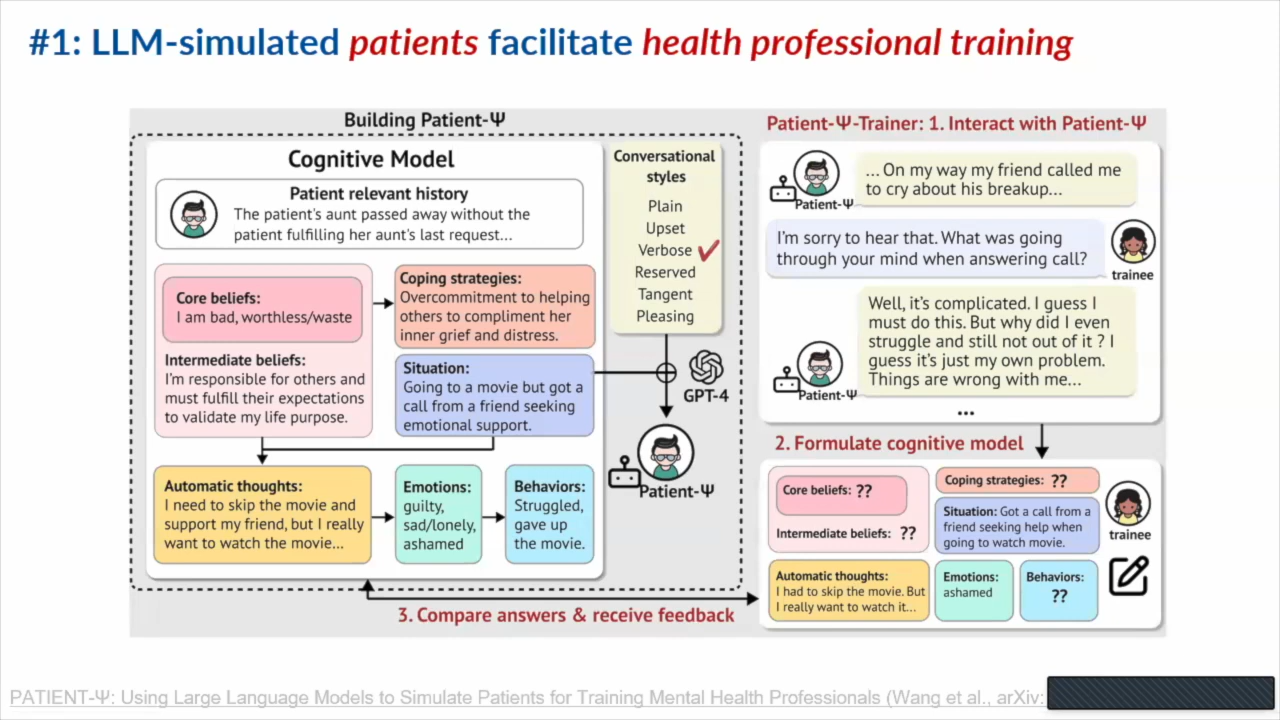 #1: LLM-simulated patients facilitate health professional training
Building Patient-Ψ
Cognitive Model
Patient relevant history
The patient's aunt passed away without the
patient fulfilling her aunt's last request...
Core beliefs:
I am bad, worthless/waste
Intermediate beliefs:
I'm responsible for others and
must fulfill their expectations
to validate my life purpose.
Coping strategies:
Overcommitment to helping
others to compliment her
inner grief and distress.
Situation:
Going to a movie but got a
call from a friend seeking
emotional support.
Automatic thoughts:
I need to skip the movie and
support my friend, but I really
want to watch the movie...
Emotions:
guilty,
sad/lonely,
ashamed
Behaviors:
Struggled,
gave up
the movie.
Conversational
styles
Plain
Upset
Verbose
Reserved
Tangent
Pleasing
GPT-4
Patient-Ψ
Patient-Ψ-Trainer: 1. Interact with Patient-Ψ
... On my way my friend called me
to cry about his breakup...
Patient-Ψ
I'm sorry to hear that. What was going
through your mind when answering call?
trainee
Well, it's complicated. I guess I
must do this. But why did I even
struggle and still not out of it ? I
guess it's just my own problem.
Things are wrong with me...
Patient-Ψ
...
2. Formulate cognitive model
Core beliefs: ??
Intermediate beliefs: ??
Coping strategies: ??
Situation: Got a call from a
friend seeking help when
going to watch movie.
trainee
Automatic thoughts:
I had to skip the movie. But
I really want to watch it...
Emotions:
ashamed
Behaviors:
??
3. Compare answers & receive feedback
PATIENT-Ψ: Using Large Language Models to Simulate Patients for Training Mental Health Professionals (Wang et al., arXiv: